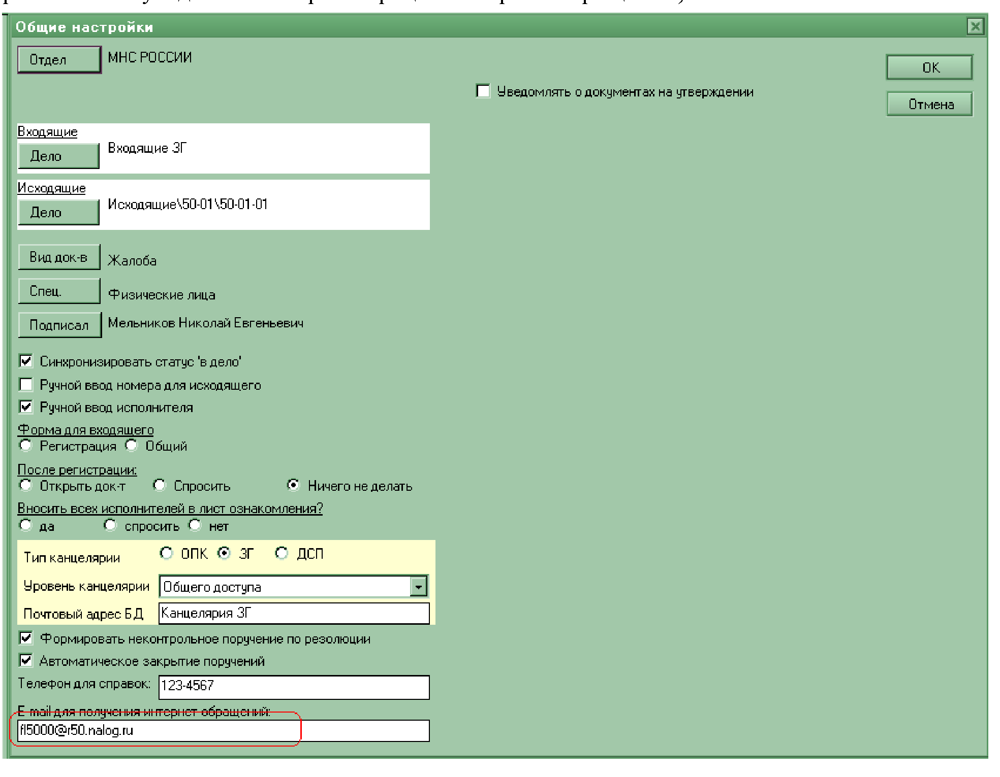 Общие настройки
Отдел МНС РОССИИ
ОК
Уведомлять о документах на утверждении
Отмена
Входящие
Дело Входящие ЗГ
Исходящие
Дело Исходящие\50-01\50-01-01
Вид док-в Жалоба
Спец. Физические лица
Подписал Мельников Николай Евгеньевич
Синхронизировать статус 'в дело'
Ручной ввод номера для исходящего
Ручной ввод исполнителя
Форма для входящего
Регистрация Общий
После регистрации:
Открыть док-т Спросить Ничего не делать
Вносить всех исполнителей в лист ознакомления?
да спросить нет
Тип канцелярии ОПК ЗГ ДСП
Уровень канцелярии Общего доступа
Почтовый адрес БД Канцелярия ЗГ
Формировать неконтрольное поручение по резолюции
Автоматическое закрытие поручений
Телефон для справок: 123-4567
E-mail для получения интернет обращений:
fl5000@r50.nalog.ru